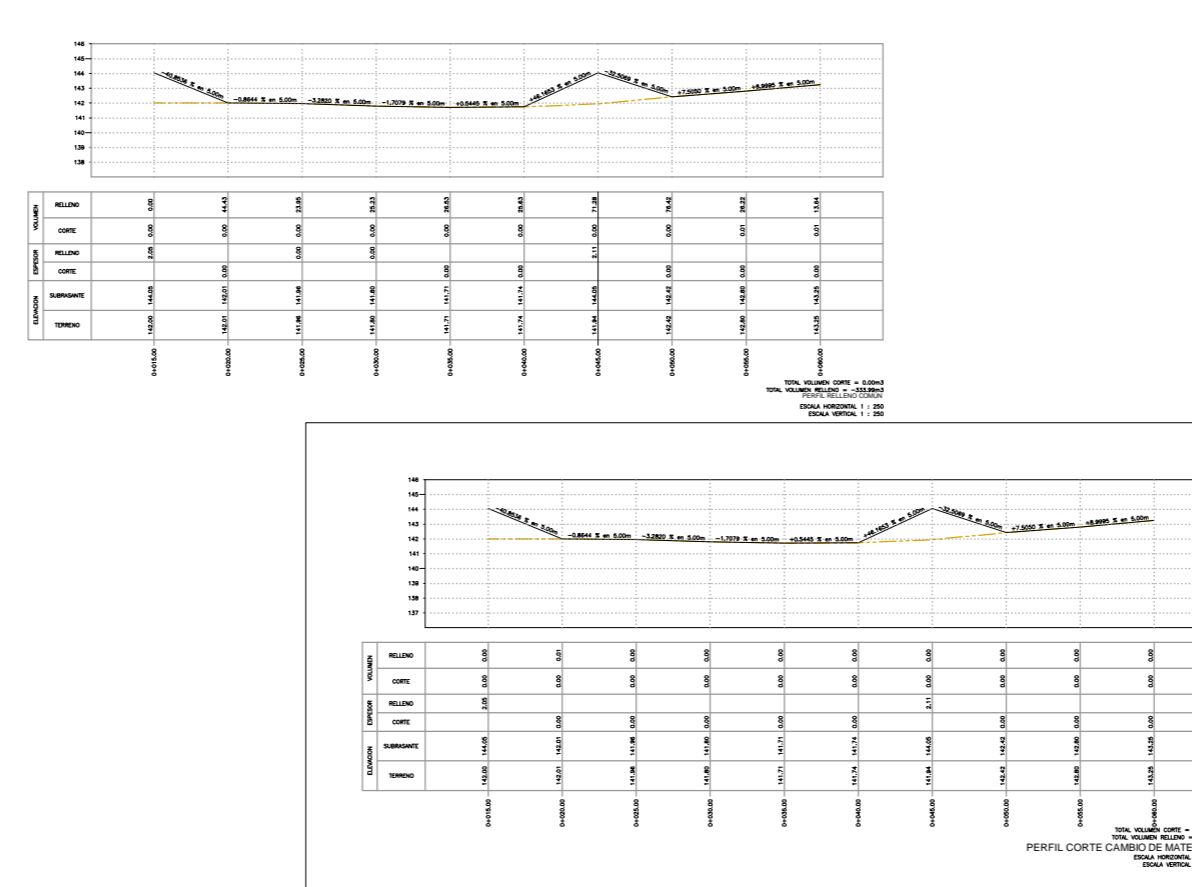 146
145
144
143
142
141
140
139
138
-40.8536 % en 5.00m
-0.8644 % en 5.00m
-3.2820 % en 5.00m
-1.7079 % en 5.00m
+0.5445 % en 5.00m
+46.1653 % en 5.00m
-32.5069 % en 5.00m
+7.5050 % en 5.00m
+8.9995 % en 5.00m
VOLUMEN
RELLENO 0.00 44.43 23.95 25.23 26.53 25.83 71.28 76.42 26.22 13.84
CORTE 0.00 0.00 0.00 0.00 0.00 0.00 0.00 0.00 0.01 0.01
ESPESOR
RELLENO 2.05 0.00 0.00 2.11
CORTE 0.00 0.00 0.00 0.00 0.00 0.00
ELEVACION
SUBRASANTE 144.05 142.01 141.96 141.80 141.71 141.74 144.05 142.42 142.80 143.25
TERRENO 142.00 142.01 141.96 141.80 141.71 141.74 141.94 142.42 142.80 143.25
0+015.00 0+020.00 0+025.00 0+030.00 0+035.00 0+040.00 0+045.00 0+050.00 0+055.00 0+060.00
TOTAL VOLUMEN CORTE = 0.00m3
TOTAL VOLUMEN RELLENO = -333.99m3
PERFIL RELLENO COMÚN
ESCALA HORIZONTAL 1 : 250
ESCALA VERTICAL 1 : 250
146
145
144
143
142
141
140
139
138
137
-40.8536 % en 5.00m
-0.8644 % en 5.00m
-3.2820 % en 5.00m
-1.7079 % en 5.00m
+0.5445 % en 5.00m
+46.1653 % en 5.00m
-32.5069 % en 5.00m
+7.5050 % en 5.00m
+8.9995 % en 5.00m
VOLUMEN
RELLENO 0.00 0.01 0.00 0.00 0.00 0.00 0.00 0.00 0.00 0.00
CORTE 0.00 0.00 0.00 0.00 0.00 0.00 0.00 0.00 0.00 0.00
ESPESOR
RELLENO 2.05 2.11
CORTE 0.00 0.00 0.00 0.00 0.00 0.00 0.00 0.00
ELEVACION
SUBRASANTE 144.05 142.01 141.96 141.80 141.71 141.74 144.05 142.42 142.80 143.25
TERRENO 142.00 142.01 141.96 141.80 141.71 141.74 141.94 142.42 142.80 143.25
0+015.00 0+020.00 0+025.00 0+030.00 0+035.00 0+040.00 0+045.00 0+050.00 0+055.00 0+060.00
TOTAL VOLUMEN CORTE =
TOTAL VOLUMEN RELLENO =
PERFIL CORTE CAMBIO DE MATE
ESCALA HORIZONTAL
ESCALA VERTICAL